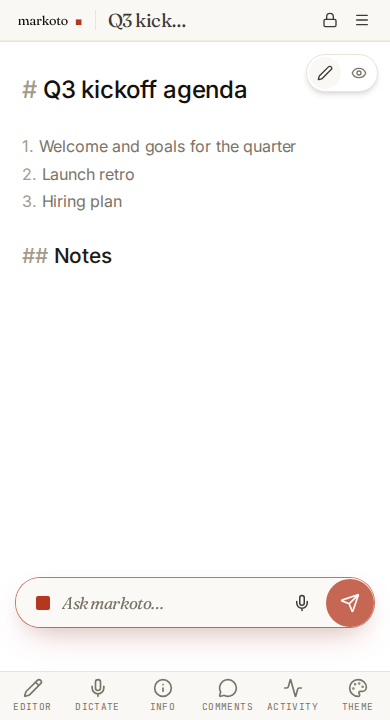 markoto
Q3 kick...
# Q3 kickoff agenda
1. Welcome and goals for the quarter
2. Launch retro
3. Hiring plan
## Notes
Ask markoto...
EDITOR DICTATE INFO COMMENTS ACTIVITY THEME